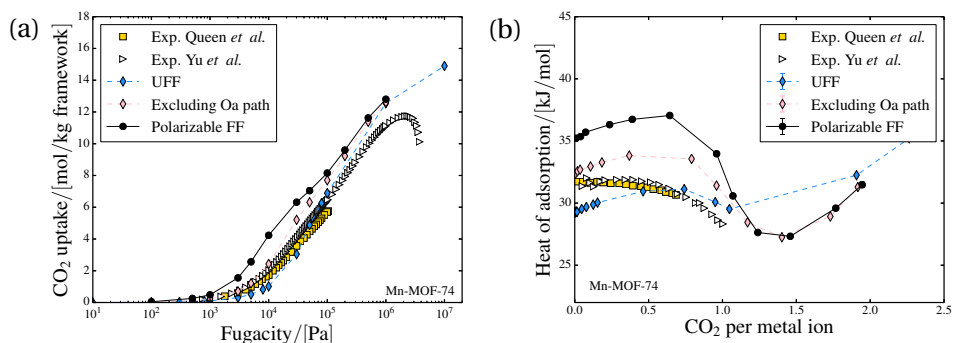 (a)
CO2 uptake/[mol/kg framework]
18
16
14
12
10
8
6
4
2
0
Exp. Queen et al.
Exp. Yu et al.
UFF
Excluding Oa path
Polarizable FF
Mn-MOF-74
10^1 10^2 10^3 10^4 10^5 10^6 10^7
Fugacity/[Pa]
(b)
Heat of adsorption/[kJ/mol]
45
40
35
30
25
Exp. Queen et al.
Exp. Yu et al.
UFF
Excluding Oa path
Polarizable FF
Mn-MOF-74
0.0 0.5 1.0 1.5 2.0 2.5
CO2 per metal ion